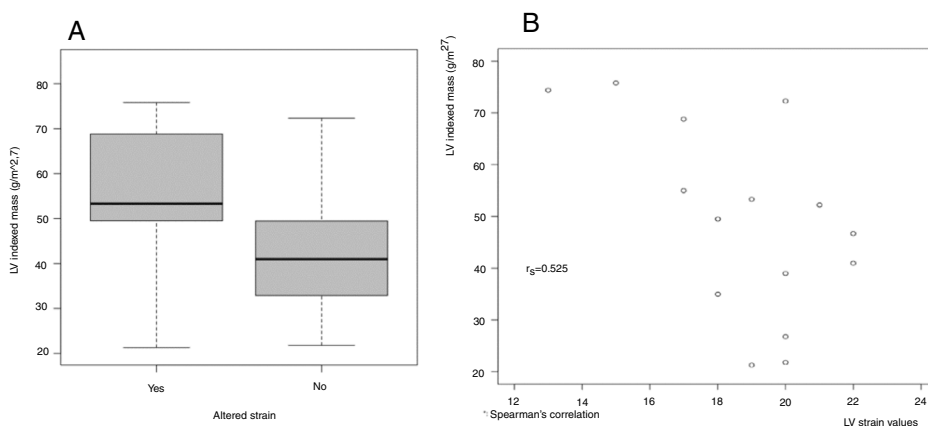 A
LV indexed mass (g/m^2,7)
80
70
60
50
40
30
20
Yes
No
Altered strain
B
LV indexed mass (g/m27)
80
70
60
50
40
30
20
rS=0.525
12
14
16
18
20
22
24
Spearman's correlation
LV strain values